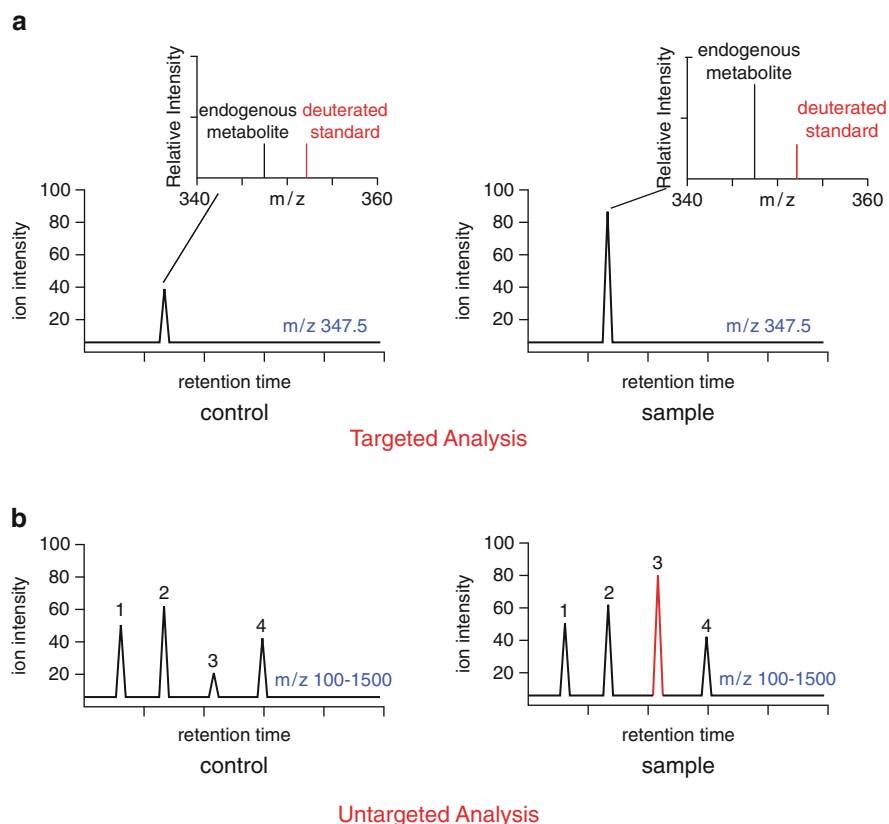 a
Relative Intensity
endogenous
metabolite
deuterated
standard
340
m/z
360
ion intensity
100
80
60
40
20
m/z 347.5
retention time
control
Relative Intensity
endogenous
metabolite
deuterated
standard
340
m/z
360
ion intensity
100
80
60
40
20
m/z 347.5
retention time
sample
Targeted Analysis
b
ion intensity
100
80
60
40
20
1
2
3
4
m/z 100-1500
retention time
control
ion intensity
100
80
60
40
20
1
2
3
4
m/z 100-1500
retention time
sample
Untargeted Analysis